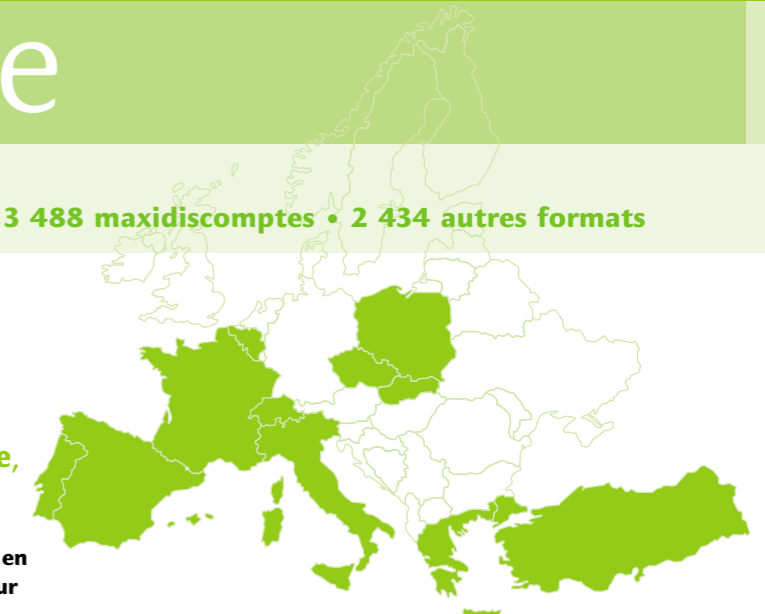 e
3 488 maxidiscomptes • 2 434 autres formats
e,
en
ur